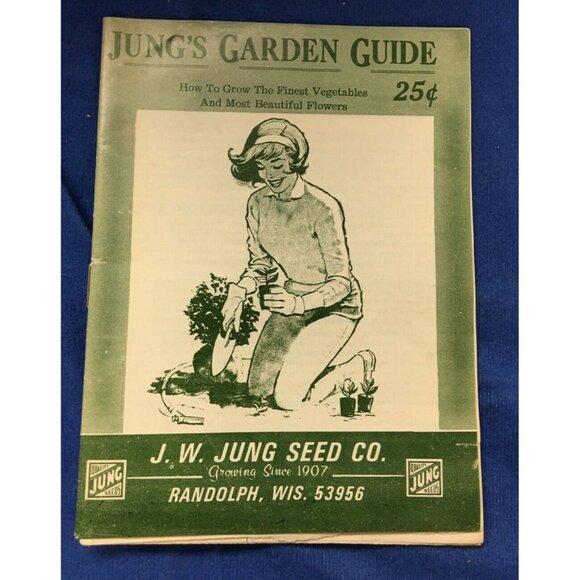 JUNG'S GARDEN GUIDE
How To Grow The Finest Vegetables
And Most Beautiful Flowers
25¢
J. W. JUNG SEED CO.
Growing Since 1907
RANDOLPH, WIS. 53956
QUALITY
JUNG
SEEDS
QUALITY
JUNG
SEEDS